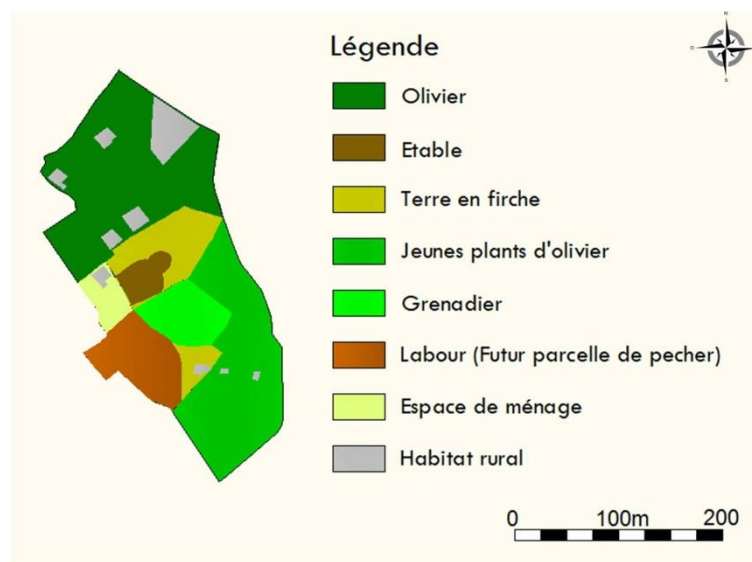 N
O
E
S
Légende
Olivier
Etable
Terre en firche
Jeunes plants d'olivier
Grenadier
Labour (Futur parcelle de pecher)
Espace de ménage
Habitat rural
0 100m 200